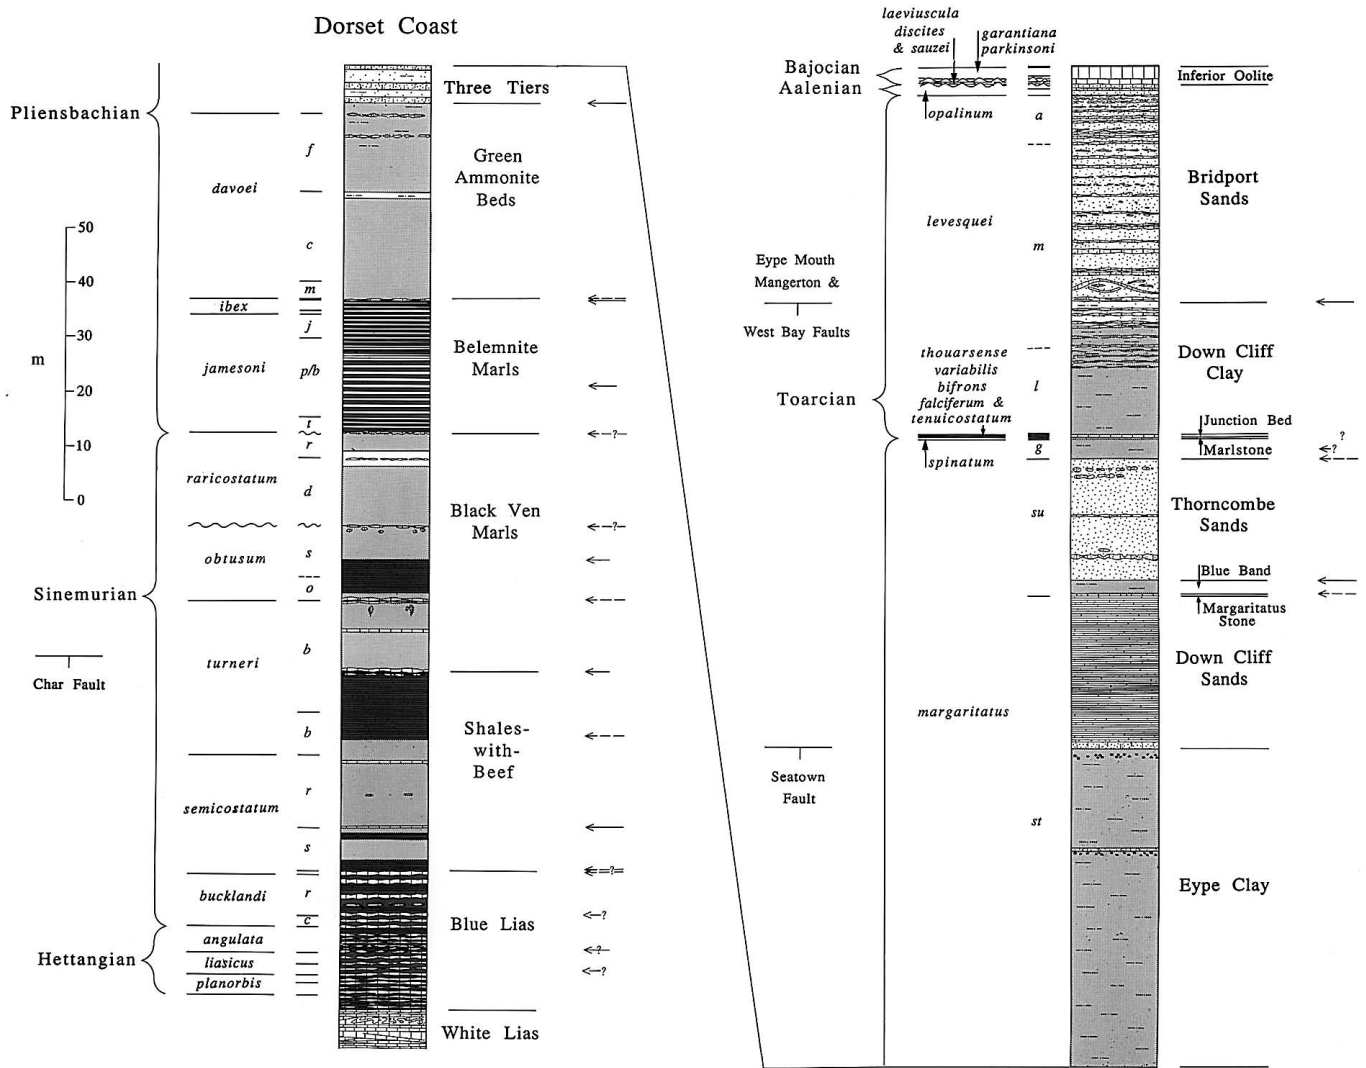 Dorset Coast
Pliensbachian
Sinemurian
Hettangian
50
40
30
20
10
0
m
Char Fault
davoei
ibex
jamesoni
raricostatum
obtusum
turneri
semicostatum
bucklandi
angulata
liasicus
planorbis
f
c
m
j
p/b
t
r
d
s
o
b
b
r
s
r
c
Three Tiers
Green
Ammonite
Beds
Belemnite
Marls
Black Ven
Marls
Shales-
with-
Beef
Blue Lias
White Lias
?
?
?
?
?
?
laeviuscula
discites
& sauzei
garantiana
parkinsoni
Bajocian
Aalenian
Toarcian
opalinum
levesquei
Eype Mouth
Mangerton &
West Bay Faults
thouarsense
variabilis
bifrons
falciferum &
tenuicostatum
spinatum
margaritatus
Seatown
Fault
a
m
l
g
su
st
Inferior Oolite
Bridport
Sands
Down Cliff
Clay
Junction Bed
Marlstone
Thorncombe
Sands
Blue Band
Margaritatus
Stone
Down Cliff
Sands
Eype Clay
?
?